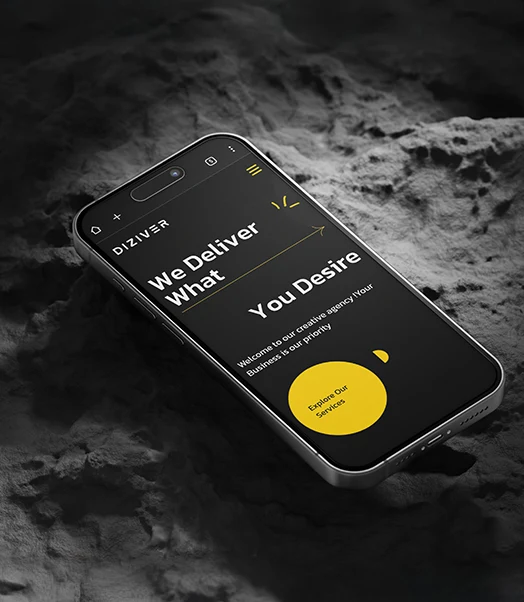 DIZIVER
We Deliver
What
You Desire
Welcome to our creative agency !Your
Business is our priority
Explore Our
Services